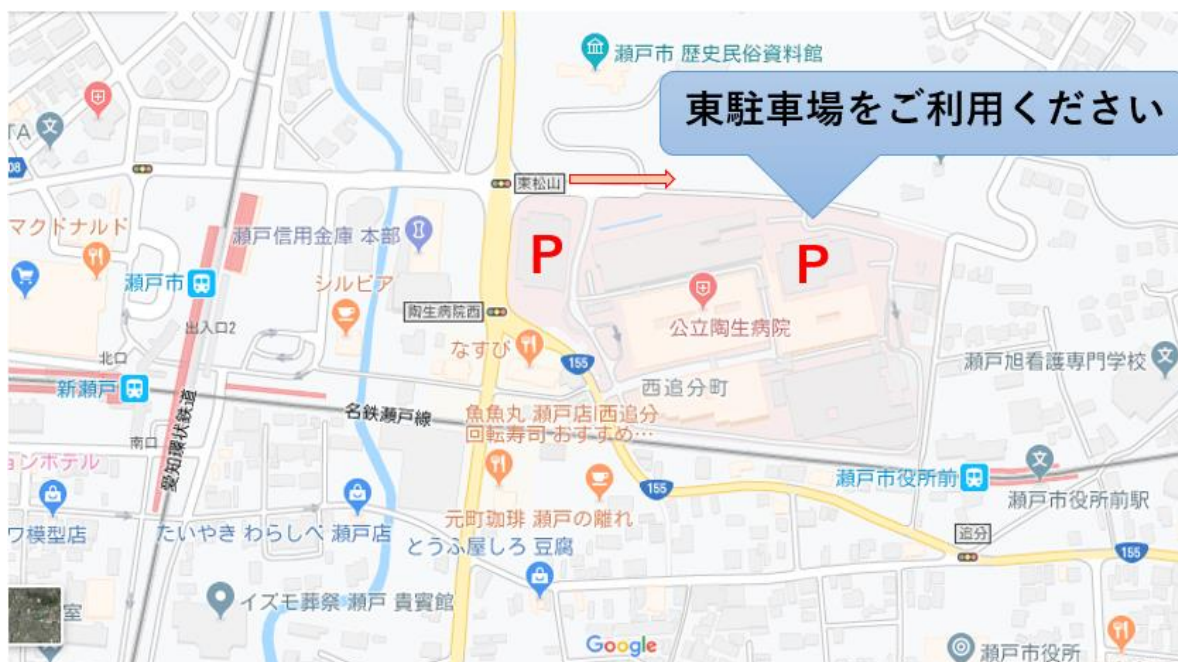 瀬戸市 歴史民俗資料館
東駐車場をご利用ください
TA
08
東松山
マクドナルド
瀬戸信用金庫 本部
P
P
瀬戸市
シルビア
陶生病院西
公立陶生病院
出入口2
なすび
155
北口
瀬戸旭看護専門学校
新瀬戸
西追分町
名鉄瀬戸線
魚魚丸 瀬戸店|西追分
回転寿司 おすすめ…
南口
愛知環状鉄道
ョンホテル
155
瀬戸市役所前
瀬戸市役所前駅
ワ模型店
たいやき わらしべ 瀬戸店
元町珈琲 瀬戸の離れ
とうふ屋しろ 豆腐
追分
155
イズモ葬祭 瀬戸 貴賓館
室
Google
瀬戸市役所